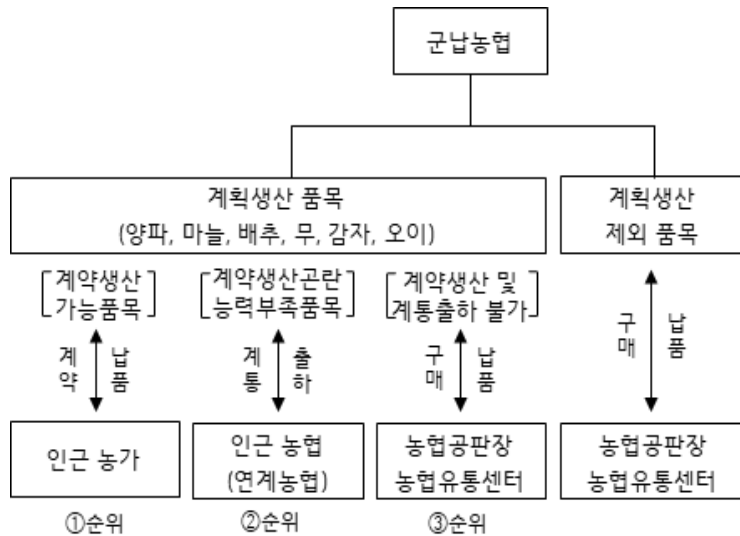 군납농협
계획생산 품목
(양파, 마늘, 배추, 무, 감자, 오이)
계획생산
제외 품목
[계약생산
가능품목]
[계약생산곤란
능력부족품목]
[계약생산 및
계통출하 불가]
계약 납품
계통 출하
구매 납품
구매 납품
인근 농가
인근 농협
(연계농협)
농협공판장
농협유통센터
농협공판장
농협유통센터
①순위
②순위
③순위